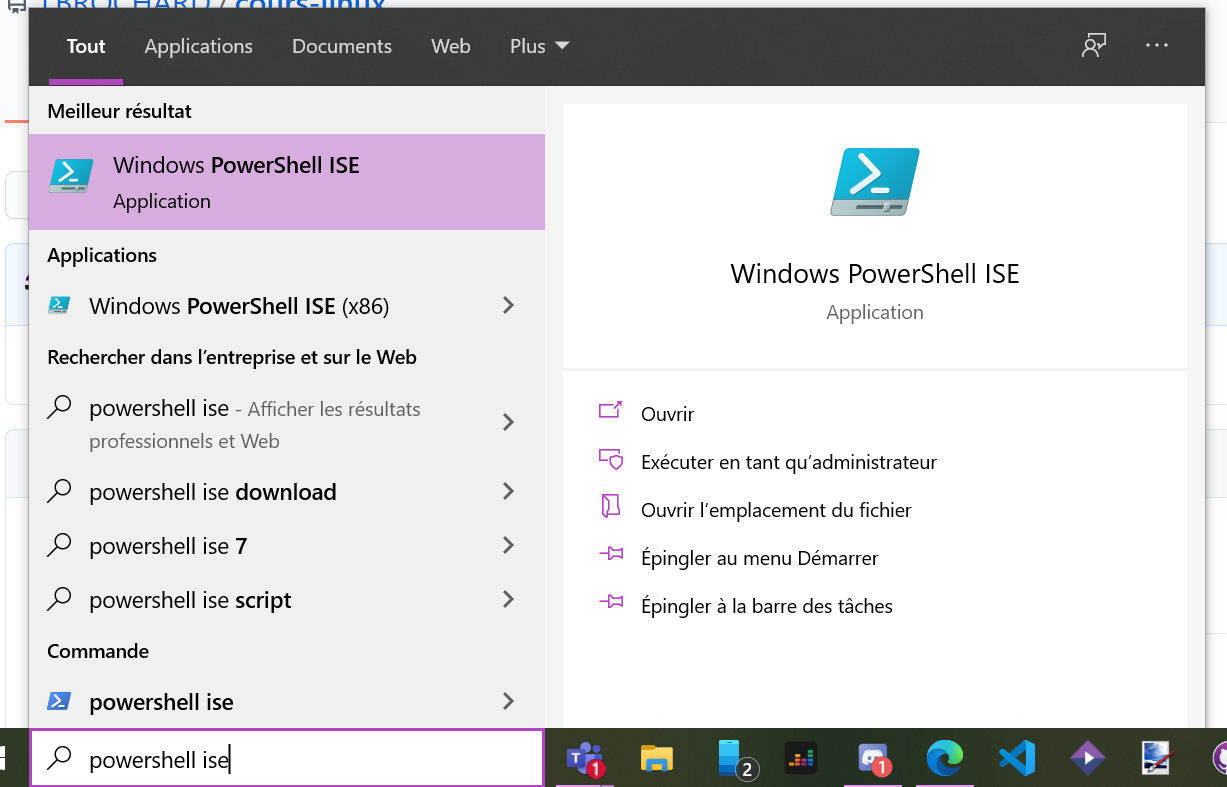 LBROCHARD / cours-linux
Tout Applications Documents Web Plus
Meilleur résultat
Windows PowerShell ISE
Application
Applications
Windows PowerShell ISE (x86)
Rechercher dans l'entreprise et sur le Web
powershell ise - Afficher les résultats
professionnels et Web
powershell ise download
powershell ise 7
powershell ise script
Commande
powershell ise
powershell ise
Windows PowerShell ISE
Application
Ouvrir
Exécuter en tant qu'administrateur
Ouvrir l'emplacement du fichier
Épingler au menu Démarrer
Épingler à la barre des tâches
T 1 2 1